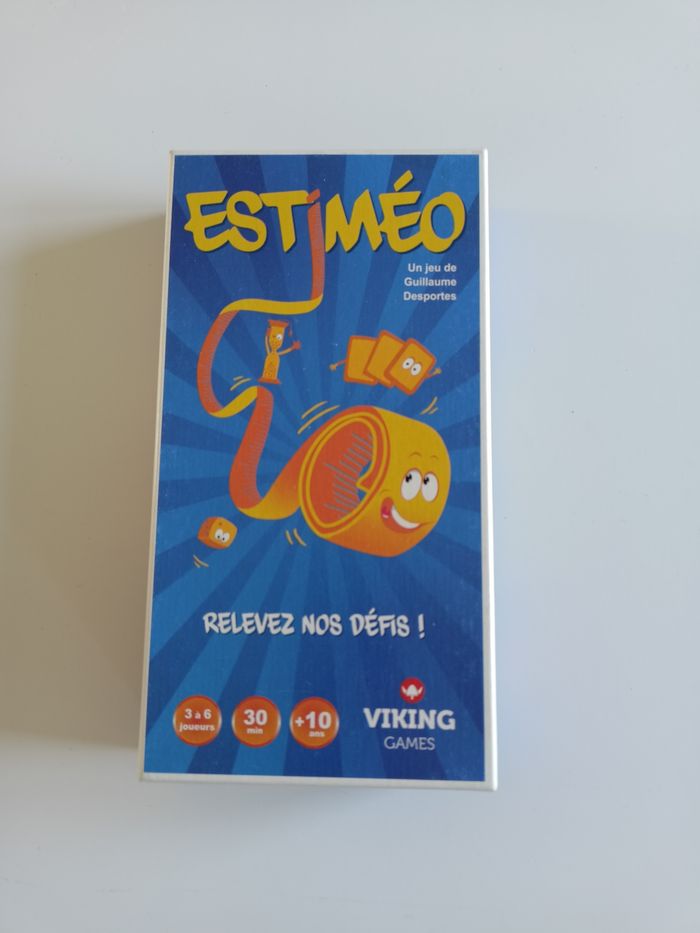 ESTIMÉO
Un jeu de
Guillaume
Desportes
RELEVEZ NOS DÉFIS !
3 à 6
joueurs
30
min
+10
ans
VIKING
GAMES